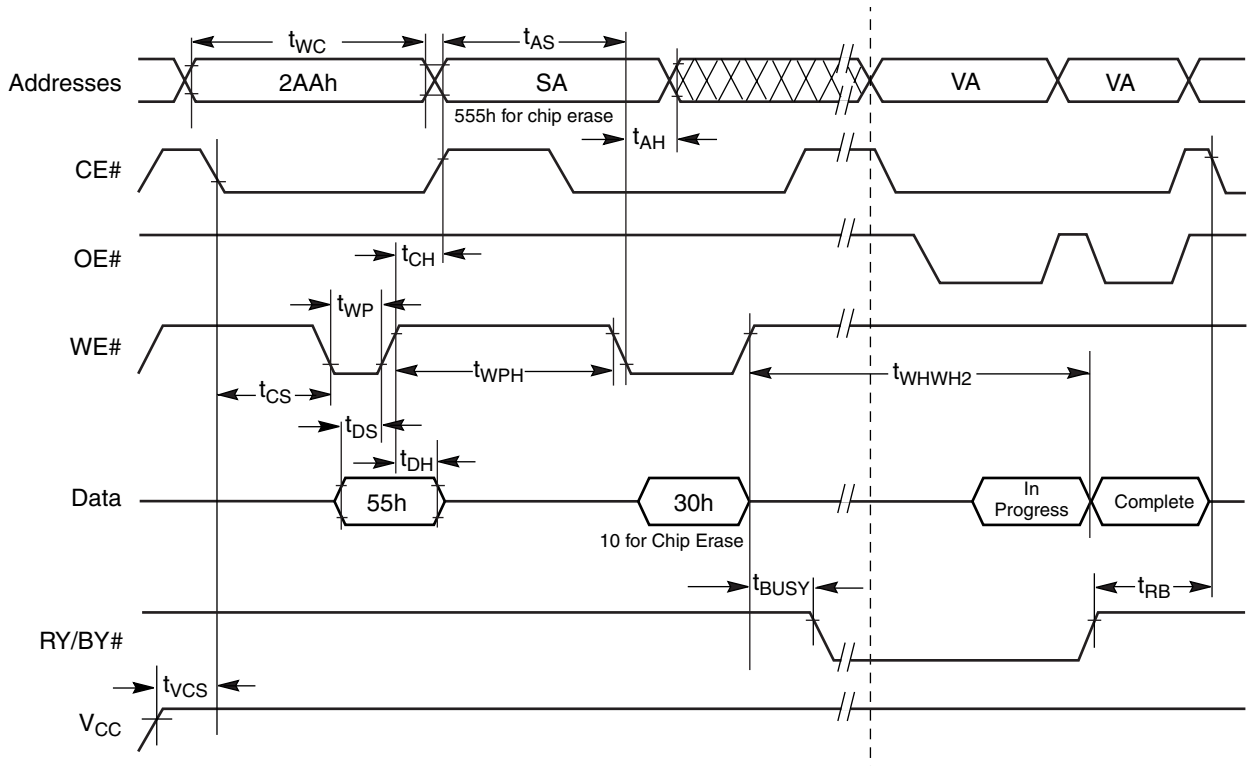 tWC
tAS
Addresses
2AAh
SA
VA
VA
555h for chip erase
tAH
CE#
OE#
tCH
tWP
WE#
tWPH
tWHWH2
tCS
tDS
tDH
Data
55h
30h
In
Progress
Complete
10 for Chip Erase
tBUSY
tRB
RY/BY#
tVCS
VCC